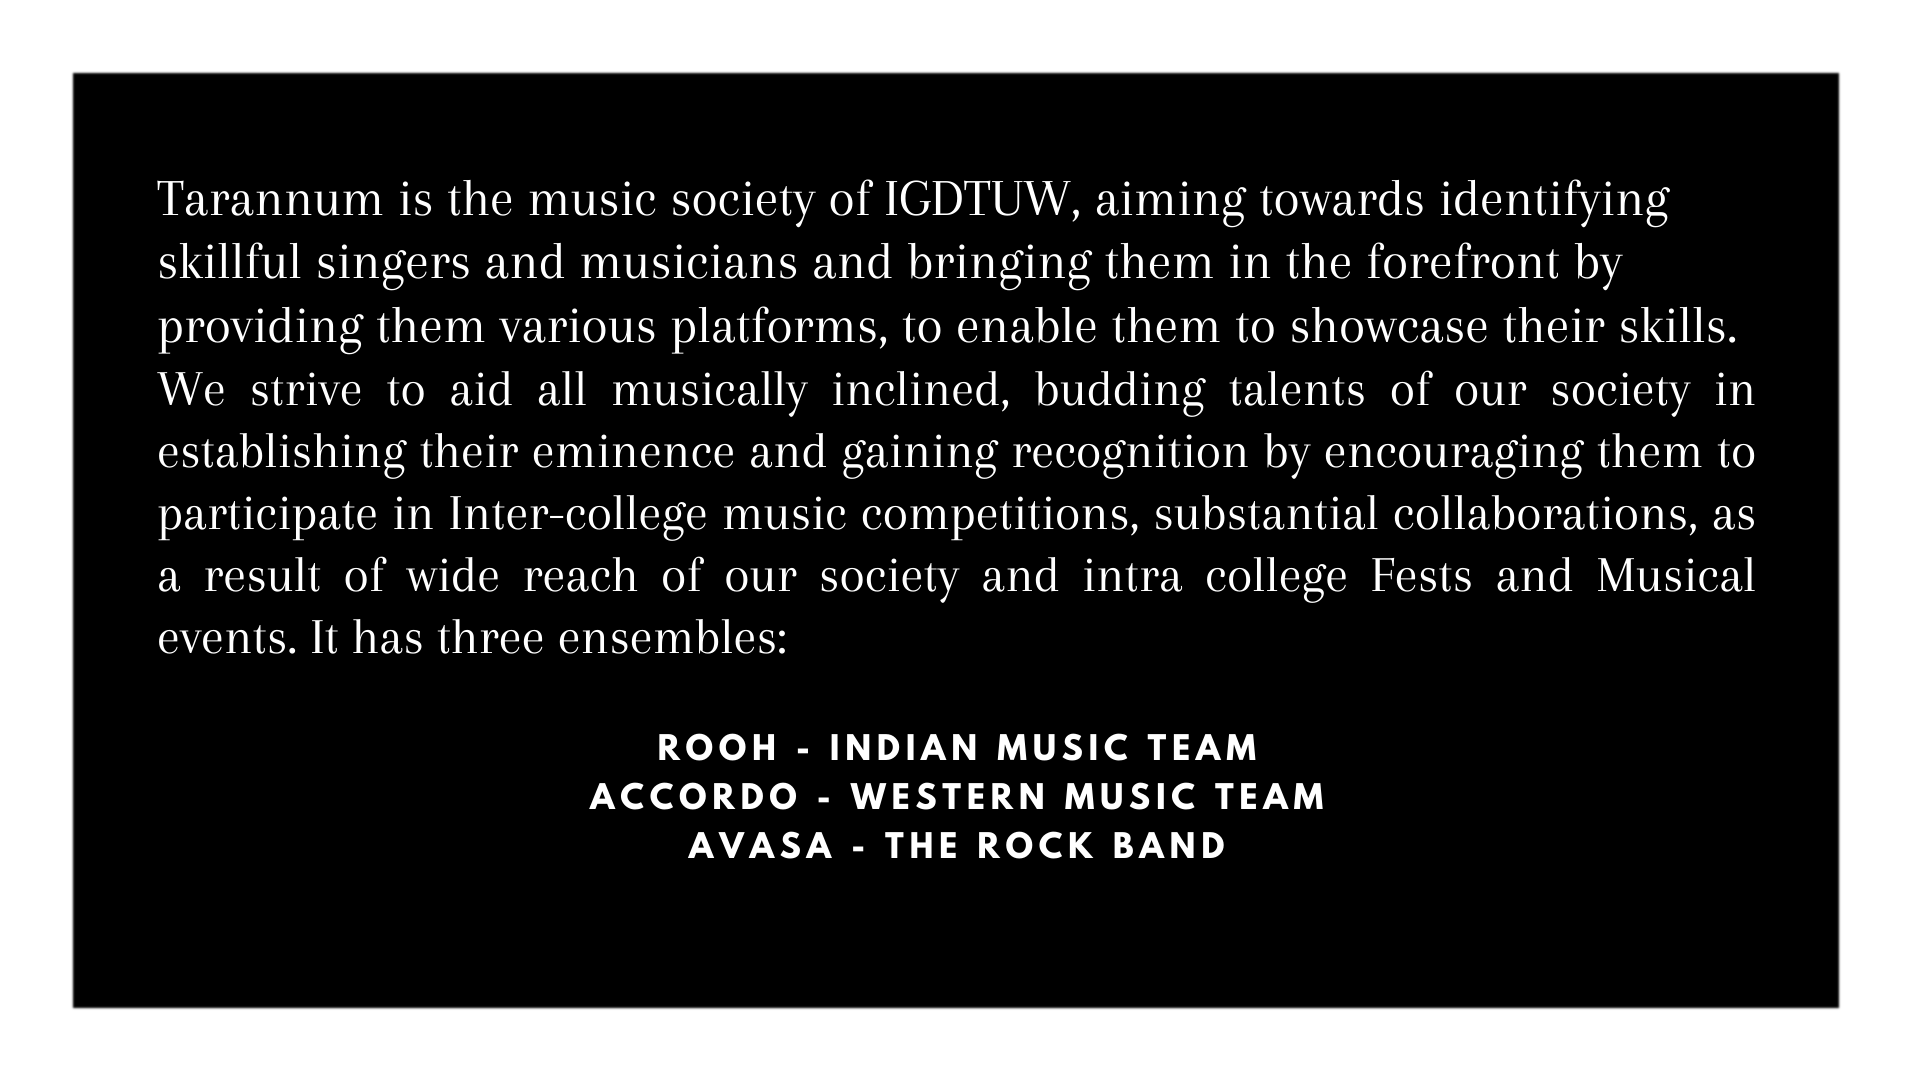 Tarannum is the music society of IGDTUW, aiming towards identifying
skillful singers and musicians and bringing them in the forefront by
providing them various platforms, to enable them to showcase their skills.
We strive to aid all musically inclined, budding talents of our society in
establishing their eminence and gaining recognition by encouraging them to
participate in Inter-college music competitions, substantial collaborations, as
a result of wide reach of our society and intra college Fests and Musical
events. It has three ensembles:
ROOH - INDIAN MUSIC TEAM
ACCORDO - WESTERN MUSIC TEAM
AVASA - THE ROCK BAND